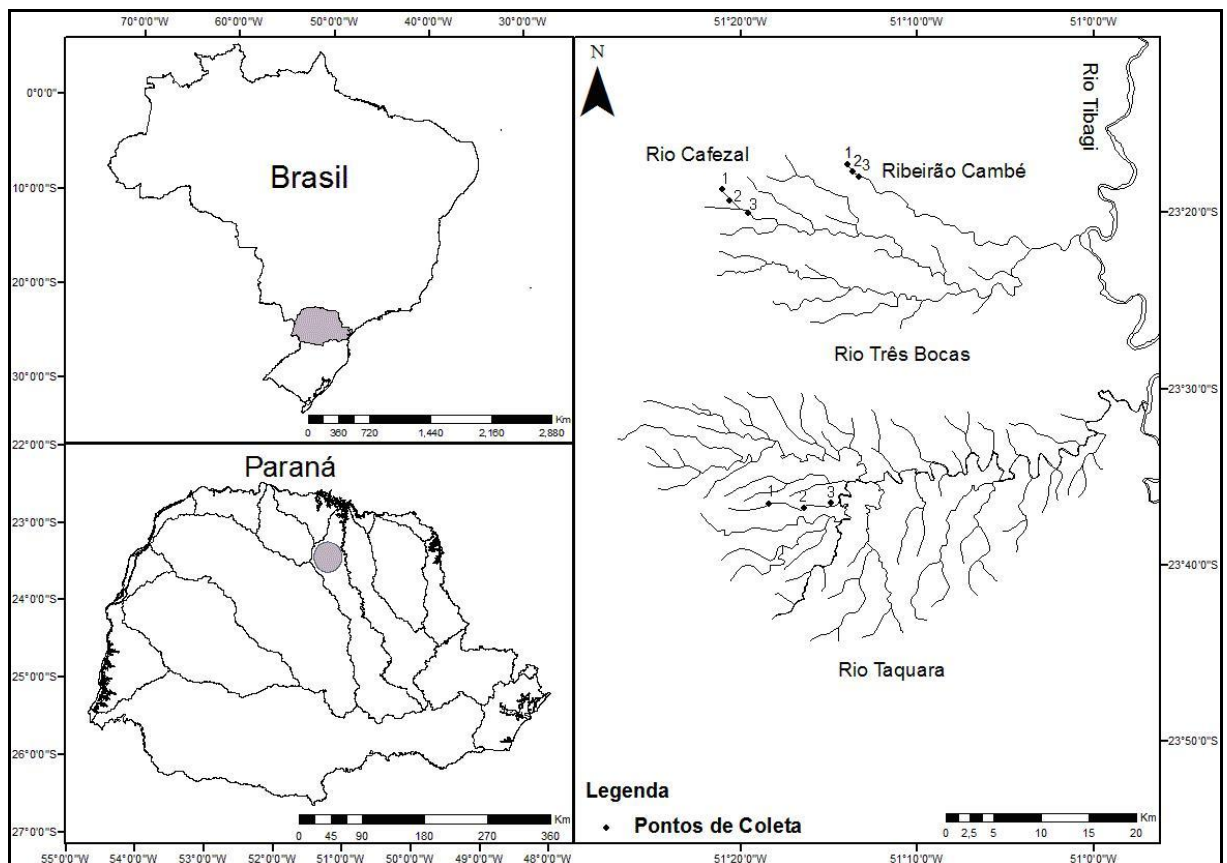 70°0'0"W 60°0'0"W 50°0'0"W 40°0'0"W 30°0'0"W
0°0'0"
10°0'0"S
20°0'0"S
30°0'0"S
Brasil
Km
0 360 720 1,440 2,160 2,880
22°0'0"S
23°0'0"S
24°0'0"S
25°0'0"S
26°0'0"S
27°0'0"S
Paraná
Km
0 45 90 180 270 360
55°0'0"W 54°0'0"W 53°0'0"W 52°0'0"W 51°0'0"W 50°0'0"W 49°0'0"W 48°0'0"W
51°20'0"W 51°10'0"W 51°0'0"W
N
Rio Tibagi
Rio Cafezal
1
2
3
1
2
3
Ribeirão Cambé
Rio Três Bocas
1
2
3
Rio Taquara
23°20'0"S
23°30'0"S
23°40'0"S
23°50'0"S
Legenda
Pontos de Coleta
Km
0 2,5 5 10 15 20
51°20'0"W 51°10'0"W 51°0'0"W